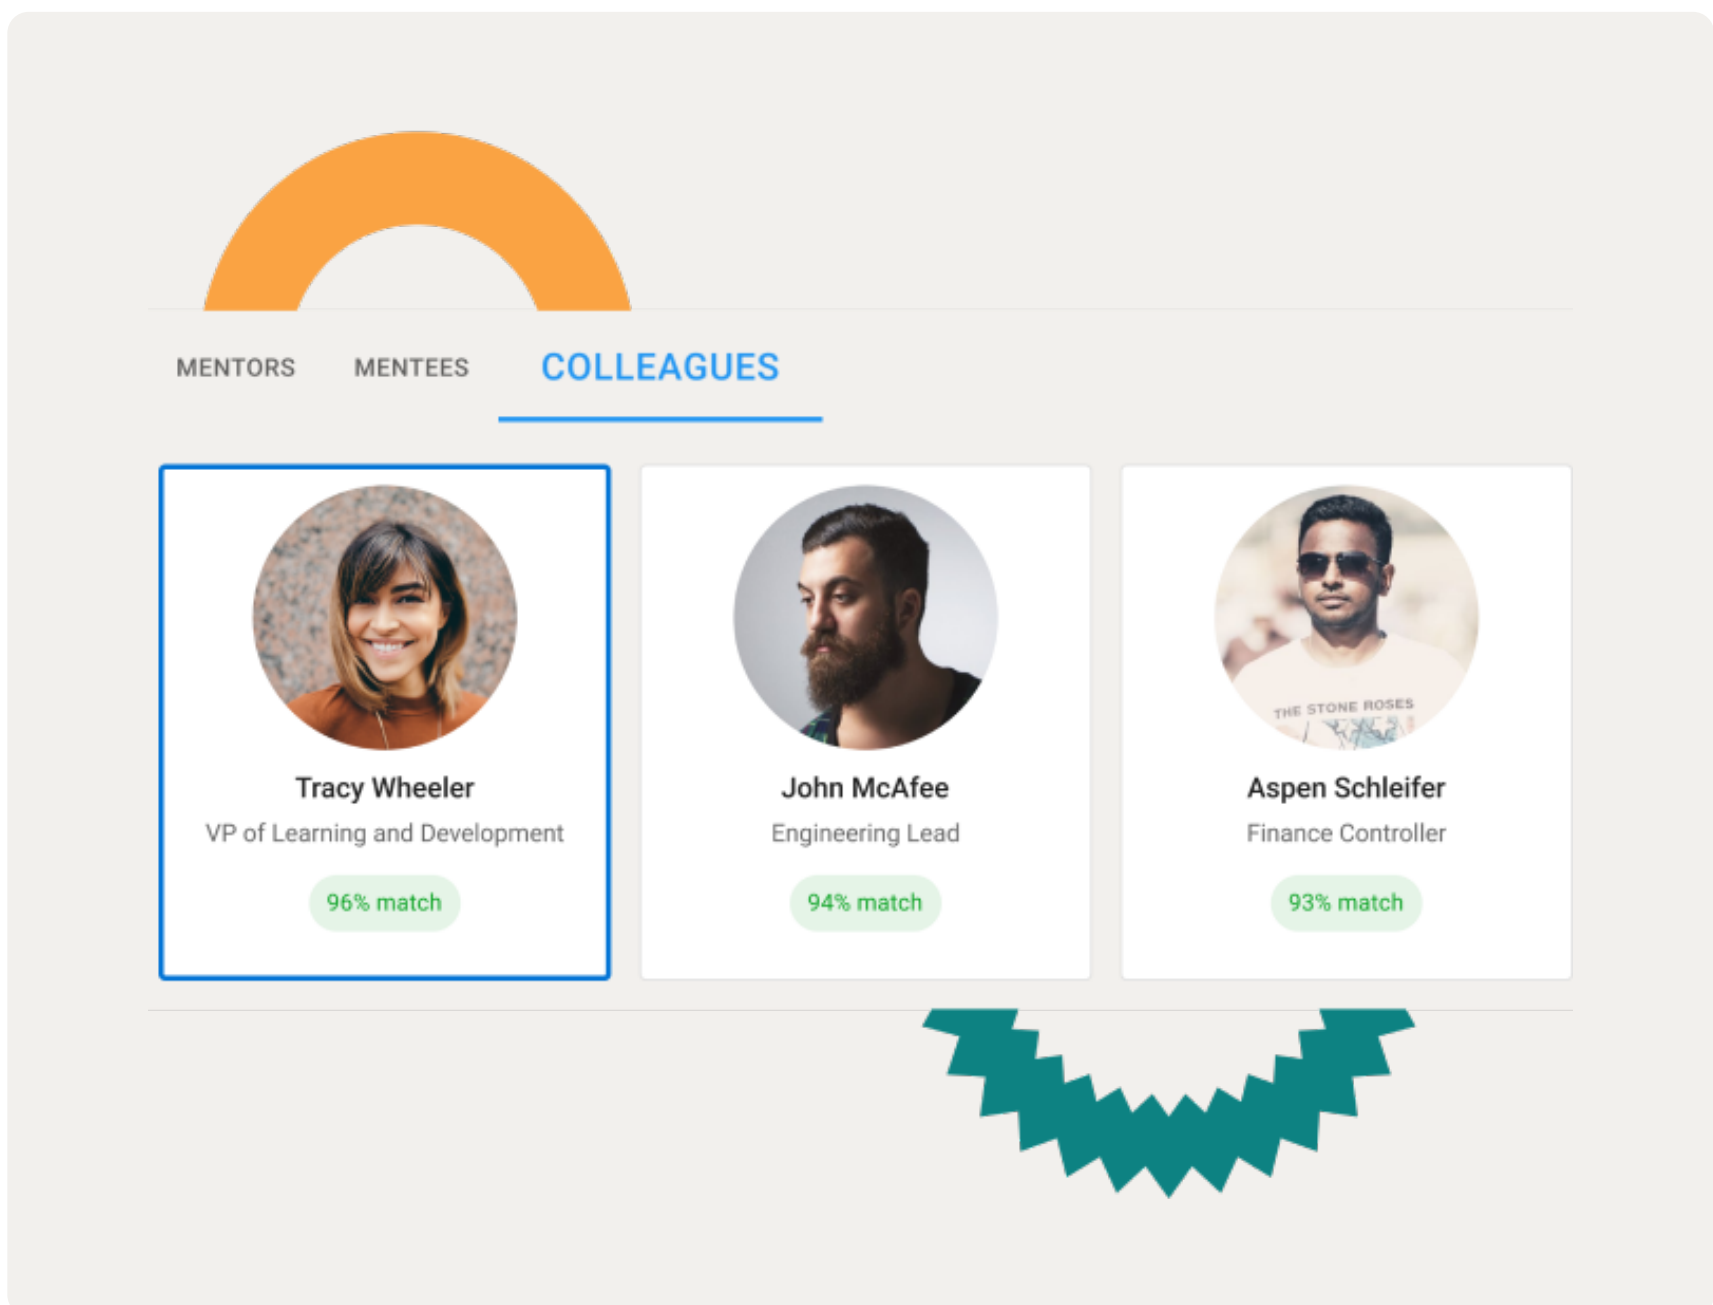 MENTORS
MENTEES
COLLEAGUES
THE STONE ROSES
Tracy Wheeler
VP of Learning and Development
96% match
John McAfee
Engineering Lead
94% match
Aspen Schleifer
Finance Controller
93% match